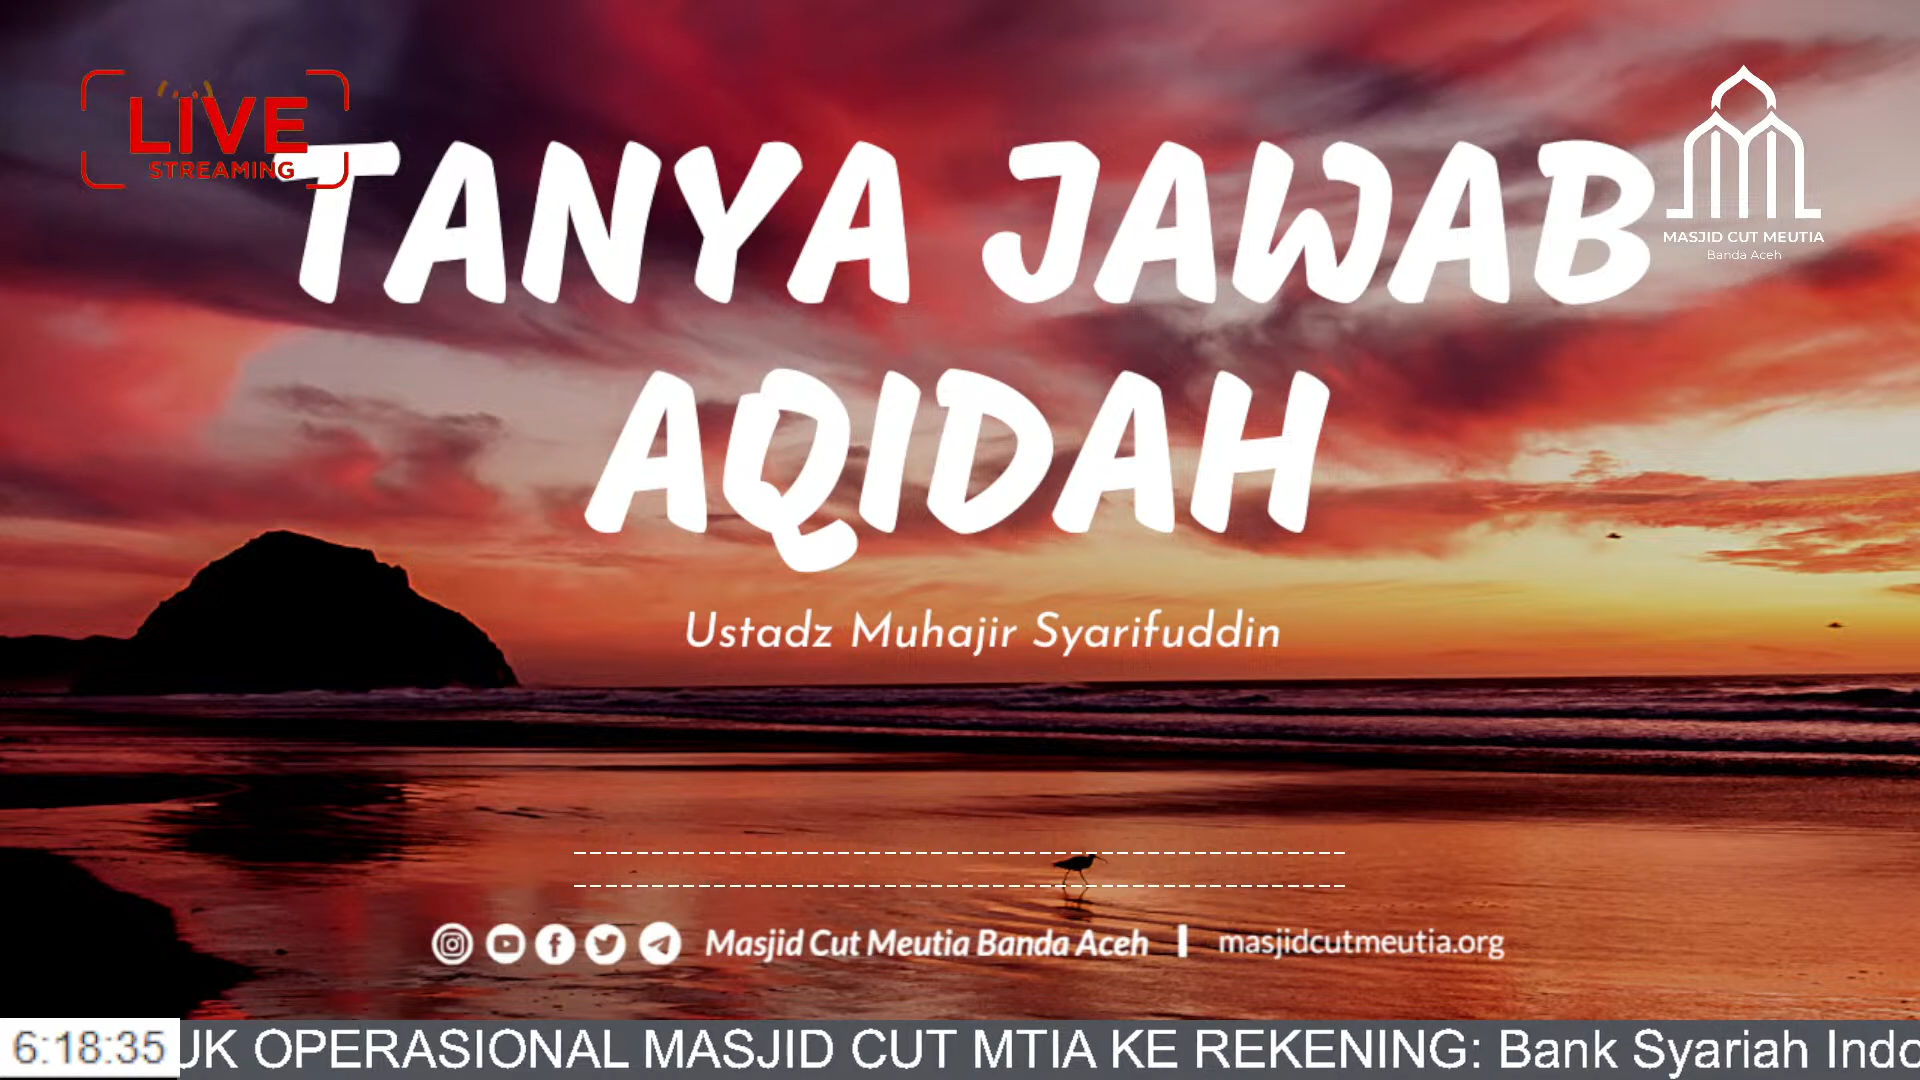 LIVE
STREAMING
TANYA JAWAB
AQIDAH
MASJID CUT MEUTIA
Banda Aceh
Ustadz Muhajir Syarifuddin
Masjid Cut Meutia Banda Aceh | masjidcutmeutia.org
6:18:35 UK OPERASIONAL MASJID CUT MTIA KE REKENING: Bank Syariah Indo